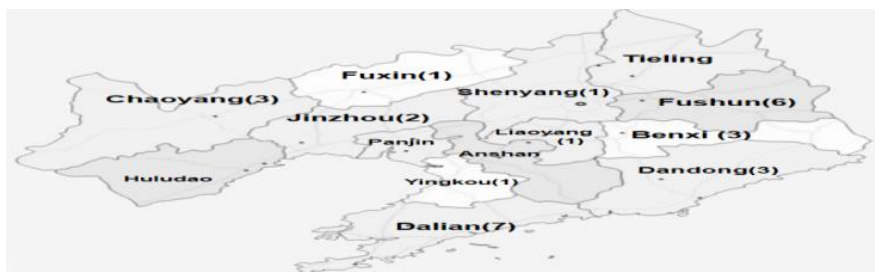 Tieling
Fuxin(1)
Shenyang(1)
Chaoyang(3)
Fushun(6)
Jinzhou(2)
Liaoyang
(1)
Benxi (3)
Panjin
Anshan
Dandong(3)
Huludao
Yingkou(1)
Dalian(7)